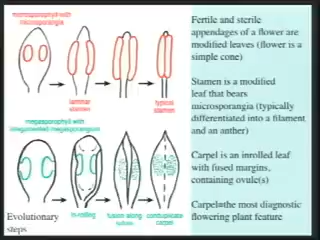 microsporophyll with
microsporangia
laminar
stamen
typical
stamen
megasporophyll with
integumented megasporangia
in-rolling
fusion along
conduplicate
carpel
Evolutionary
steps
Fertile and sterile
appendages of a flower are
modified leaves (flower is a
simple cone)
Stamen is a modified
leaf that bears
microsporangia (typically
differentiated into a filament
and an anther)
Carpel is an inrolled leaf
with fused margins,
containing ovule(s)
Carpel=the most diagnostic
flowering plant feature